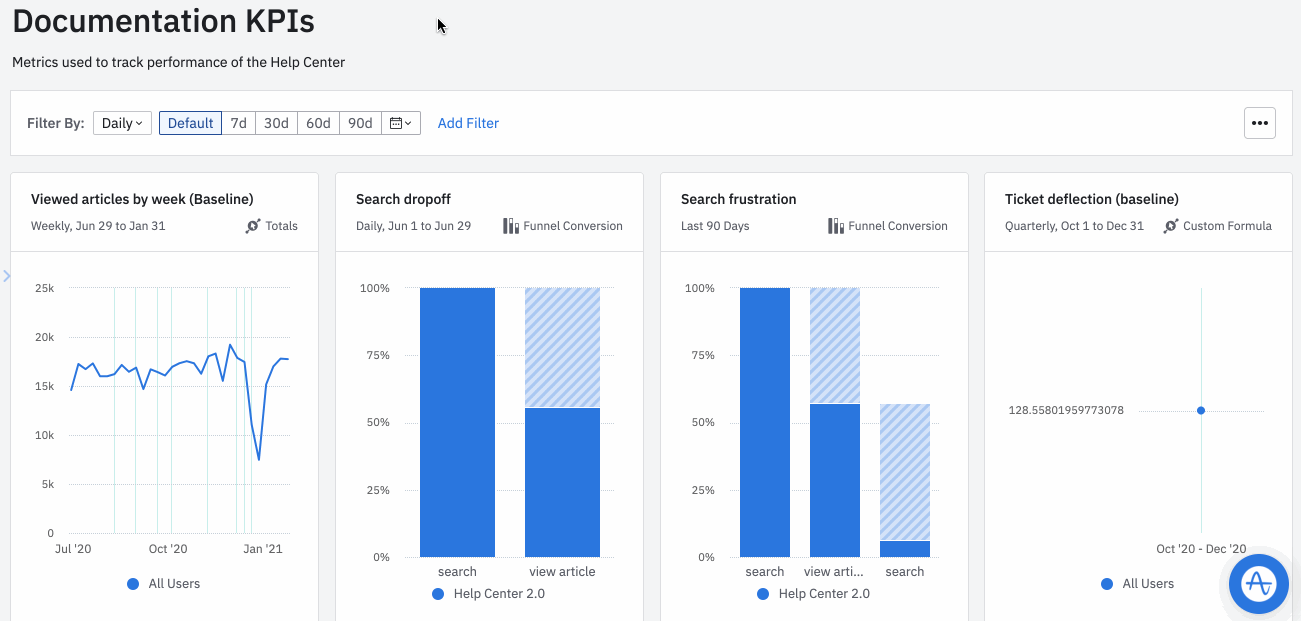 Documentation KPIs
Metrics used to track performance of the Help Center
Filter By: Daily Default 7d 30d 60d 90d Add Filter
Viewed articles by week (Baseline)
Weekly, Jun 29 to Jan 31 Totals
25k
20k
15k
10k
5k
0
Jul '20 Oct '20 Jan '21
All Users
Search dropoff
Daily, Jun 1 to Jun 29 Funnel Conversion
100%
75%
50%
25%
0%
search view article
Help Center 2.0
Search frustration
Last 90 Days Funnel Conversion
100%
75%
50%
25%
0%
search view arti... search
Help Center 2.0
Ticket deflection (baseline)
Quarterly, Oct 1 to Dec 31 Custom Formula
128.55801959773078
Oct '20 - Dec '20
All Users